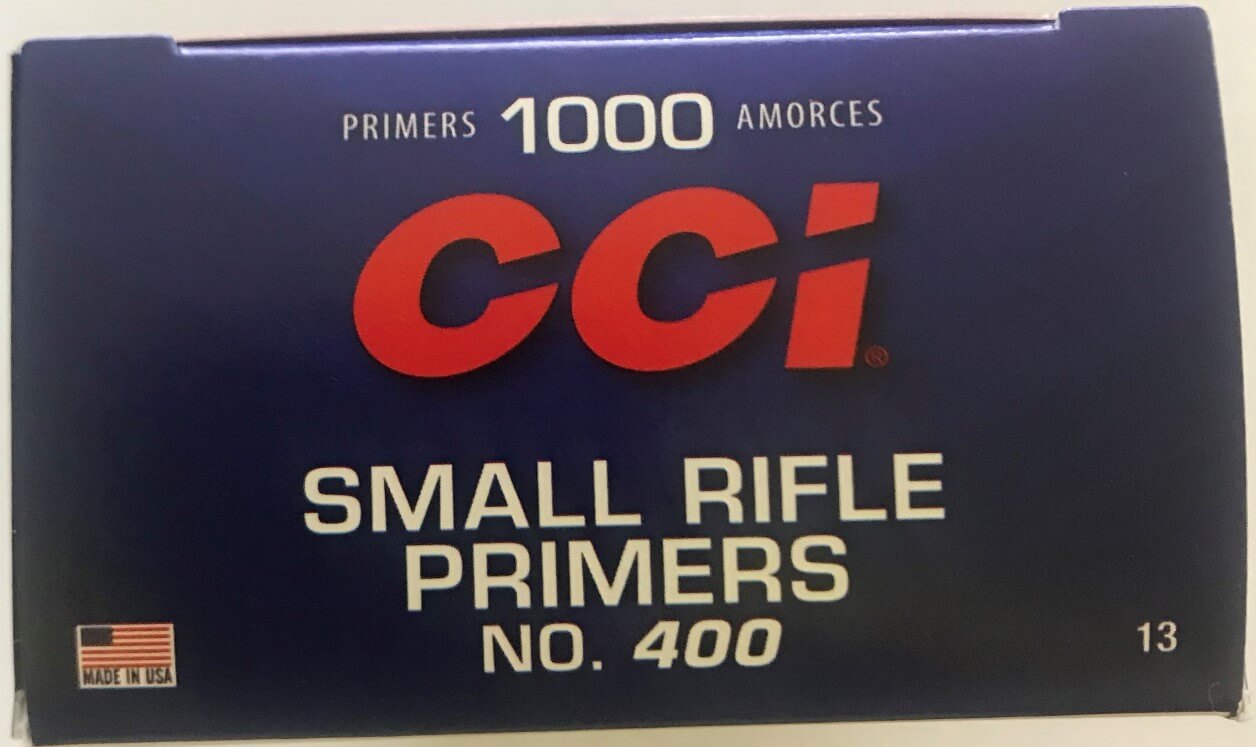 PRIMERS 1000 AMORCES
CCI®
SMALL RIFLE
PRIMERS
NO. 400
MADE IN USA
13